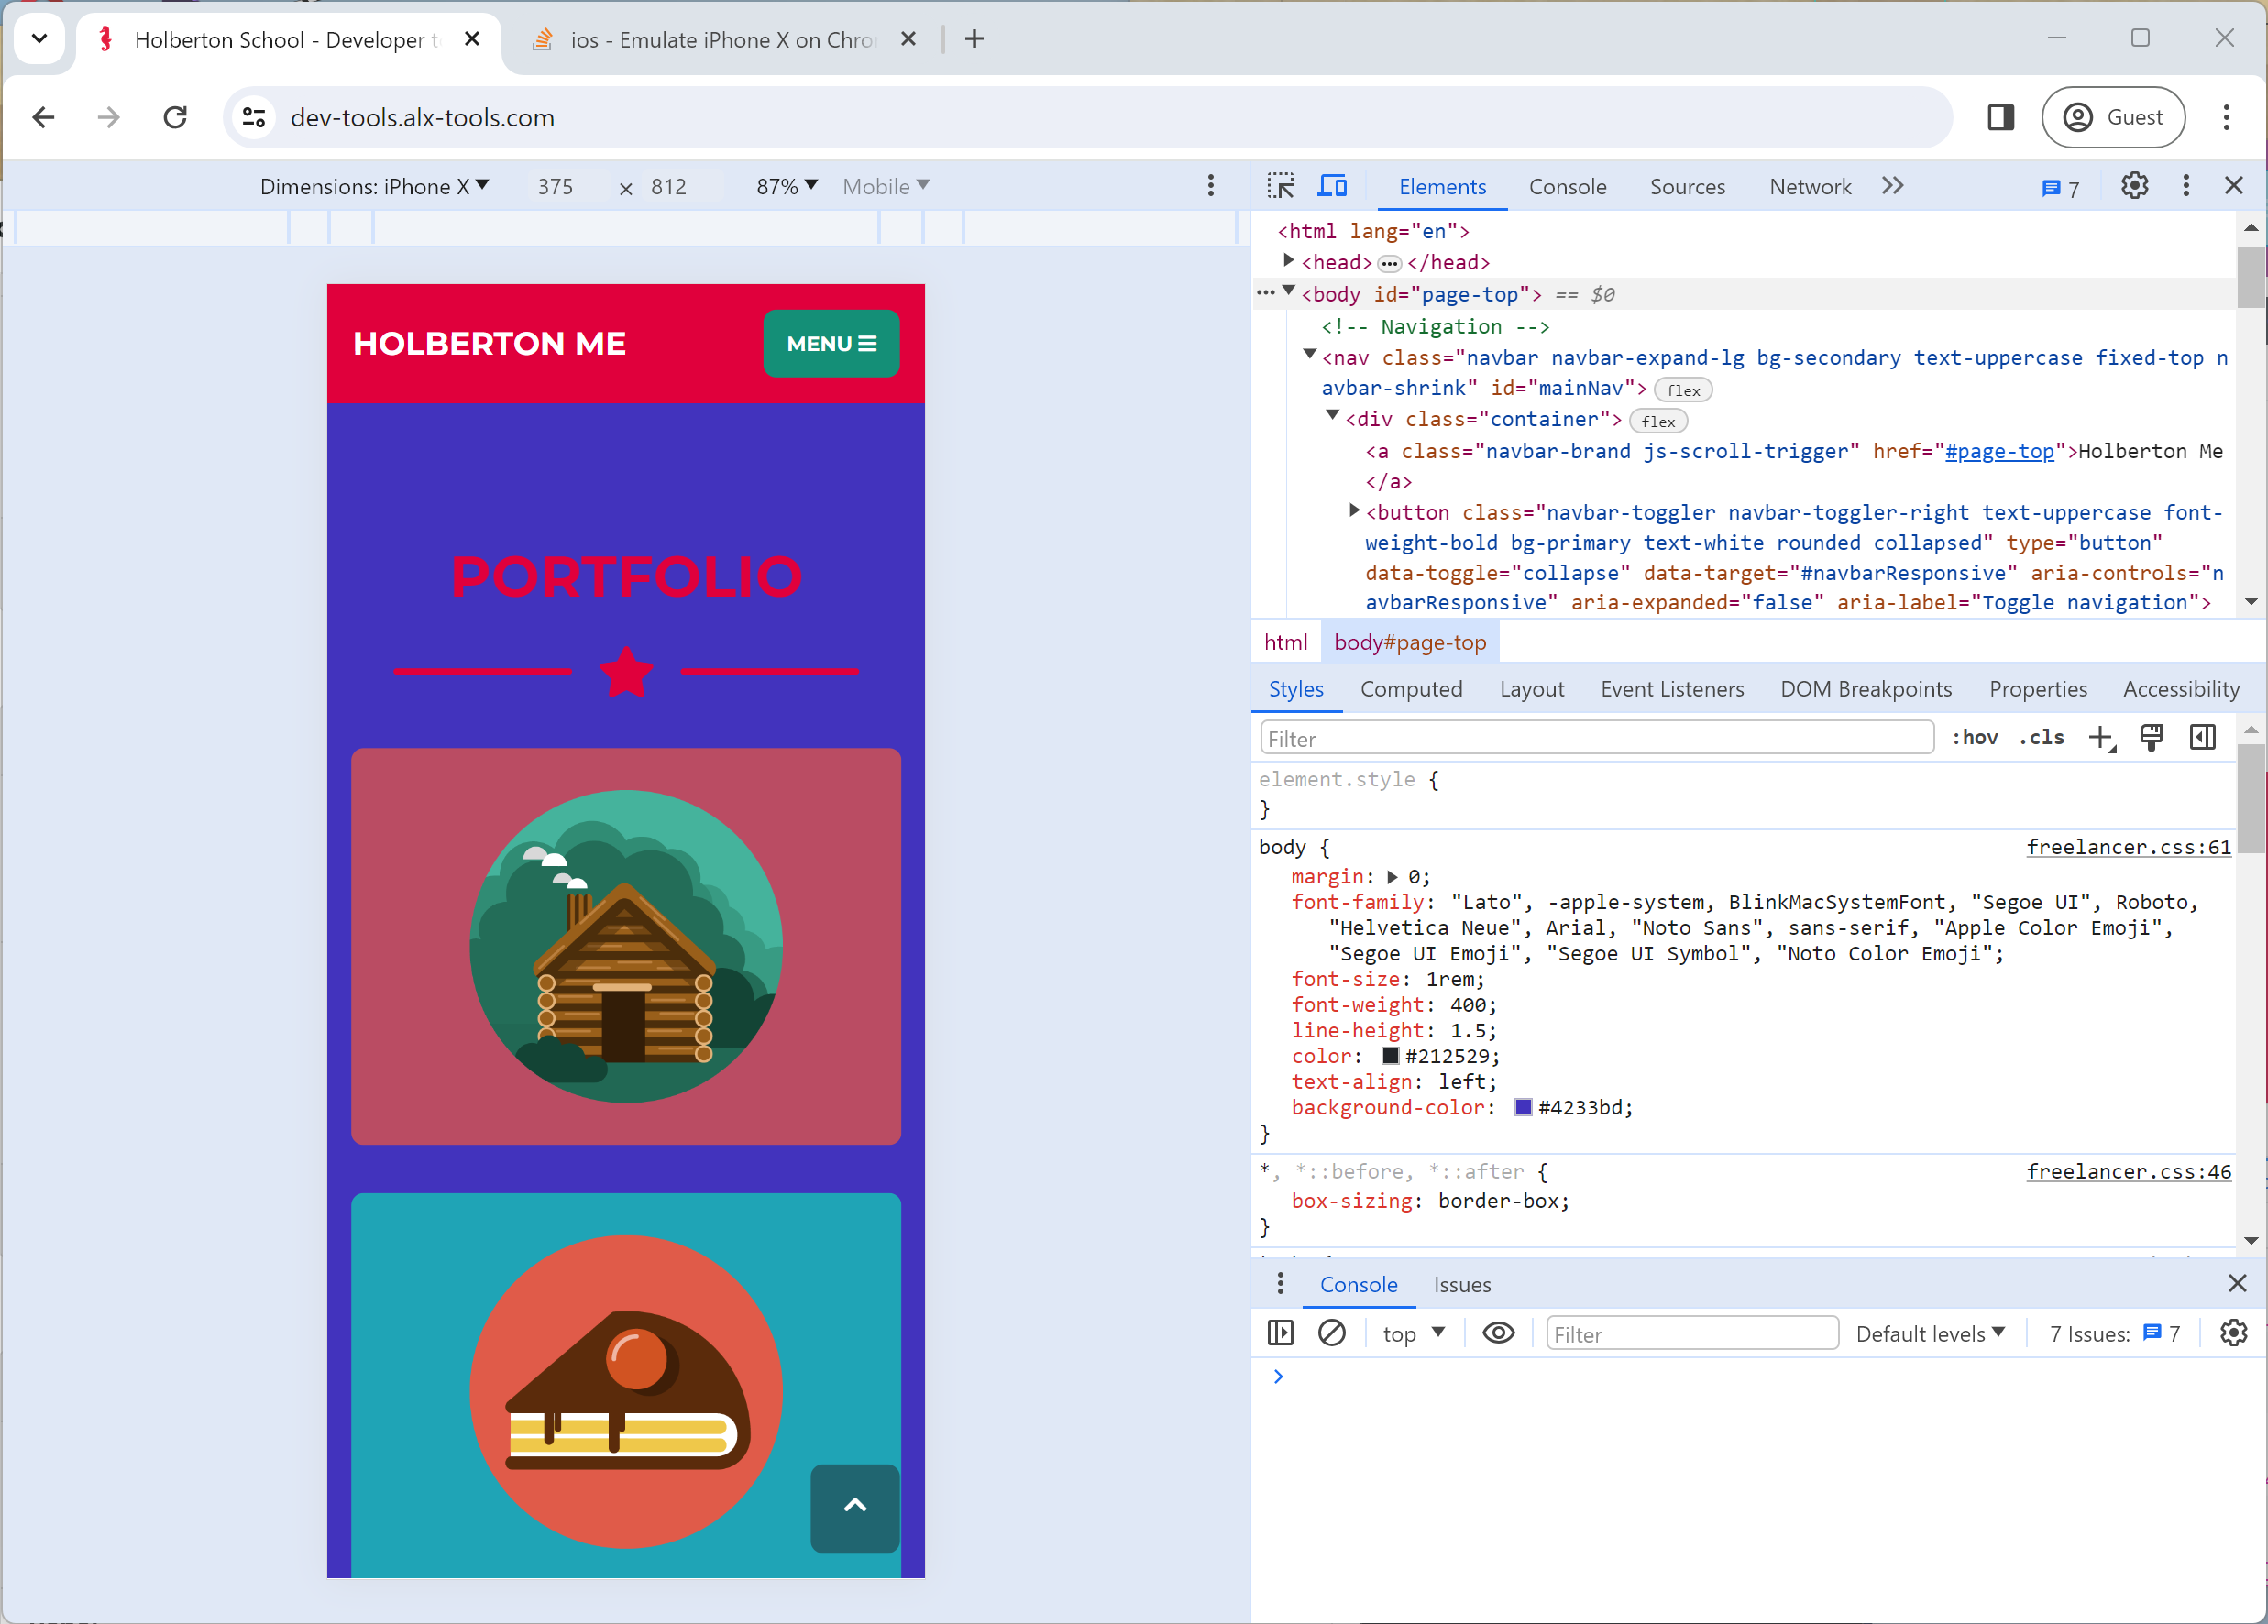 Holberton School - Developer to
ios - Emulate iPhone X on Chro
dev-tools.alx-tools.com
Guest
Dimensions: iPhone X 375 × 812 87% Mobile
Elements Console Sources Network 7
HOLBERTON ME
MENU
PORTFOLIO
<html lang="en">
<head> ... </head>
... <body id="page-top"> == $0
<!-- Navigation -->
<nav class="navbar navbar-expand-lg bg-secondary text-uppercase fixed-top n
avbar-shrink" id="mainNav"> flex
<div class="container"> flex
<a class="navbar-brand js-scroll-trigger" href="#page-top">Holberton Me
</a>
<button class="navbar-toggler navbar-toggler-right text-uppercase font-
weight-bold bg-primary text-white rounded collapsed" type="button"
data-toggle="collapse" data-target="#navbarResponsive" aria-controls="n
avbarResponsive" aria-expanded="false" aria-label="Toggle navigation">
html body#page-top
Styles Computed Layout Event Listeners DOM Breakpoints Properties Accessibility
Filter :hov .cls
element.style {
}
body { freelancer.css:61
margin: 0;
font-family: "Lato", -apple-system, BlinkMacSystemFont, "Segoe UI", Roboto,
"Helvetica Neue", Arial, "Noto Sans", sans-serif, "Apple Color Emoji",
"Segoe UI Emoji", "Segoe UI Symbol", "Noto Color Emoji";
font-size: 1rem;
font-weight: 400;
line-height: 1.5;
color: #212529;
text-align: left;
background-color: #4233bd;
}
*, *::before, *::after { freelancer.css:46
box-sizing: border-box;
}
Console Issues
top Filter Default levels 7 Issues: 7